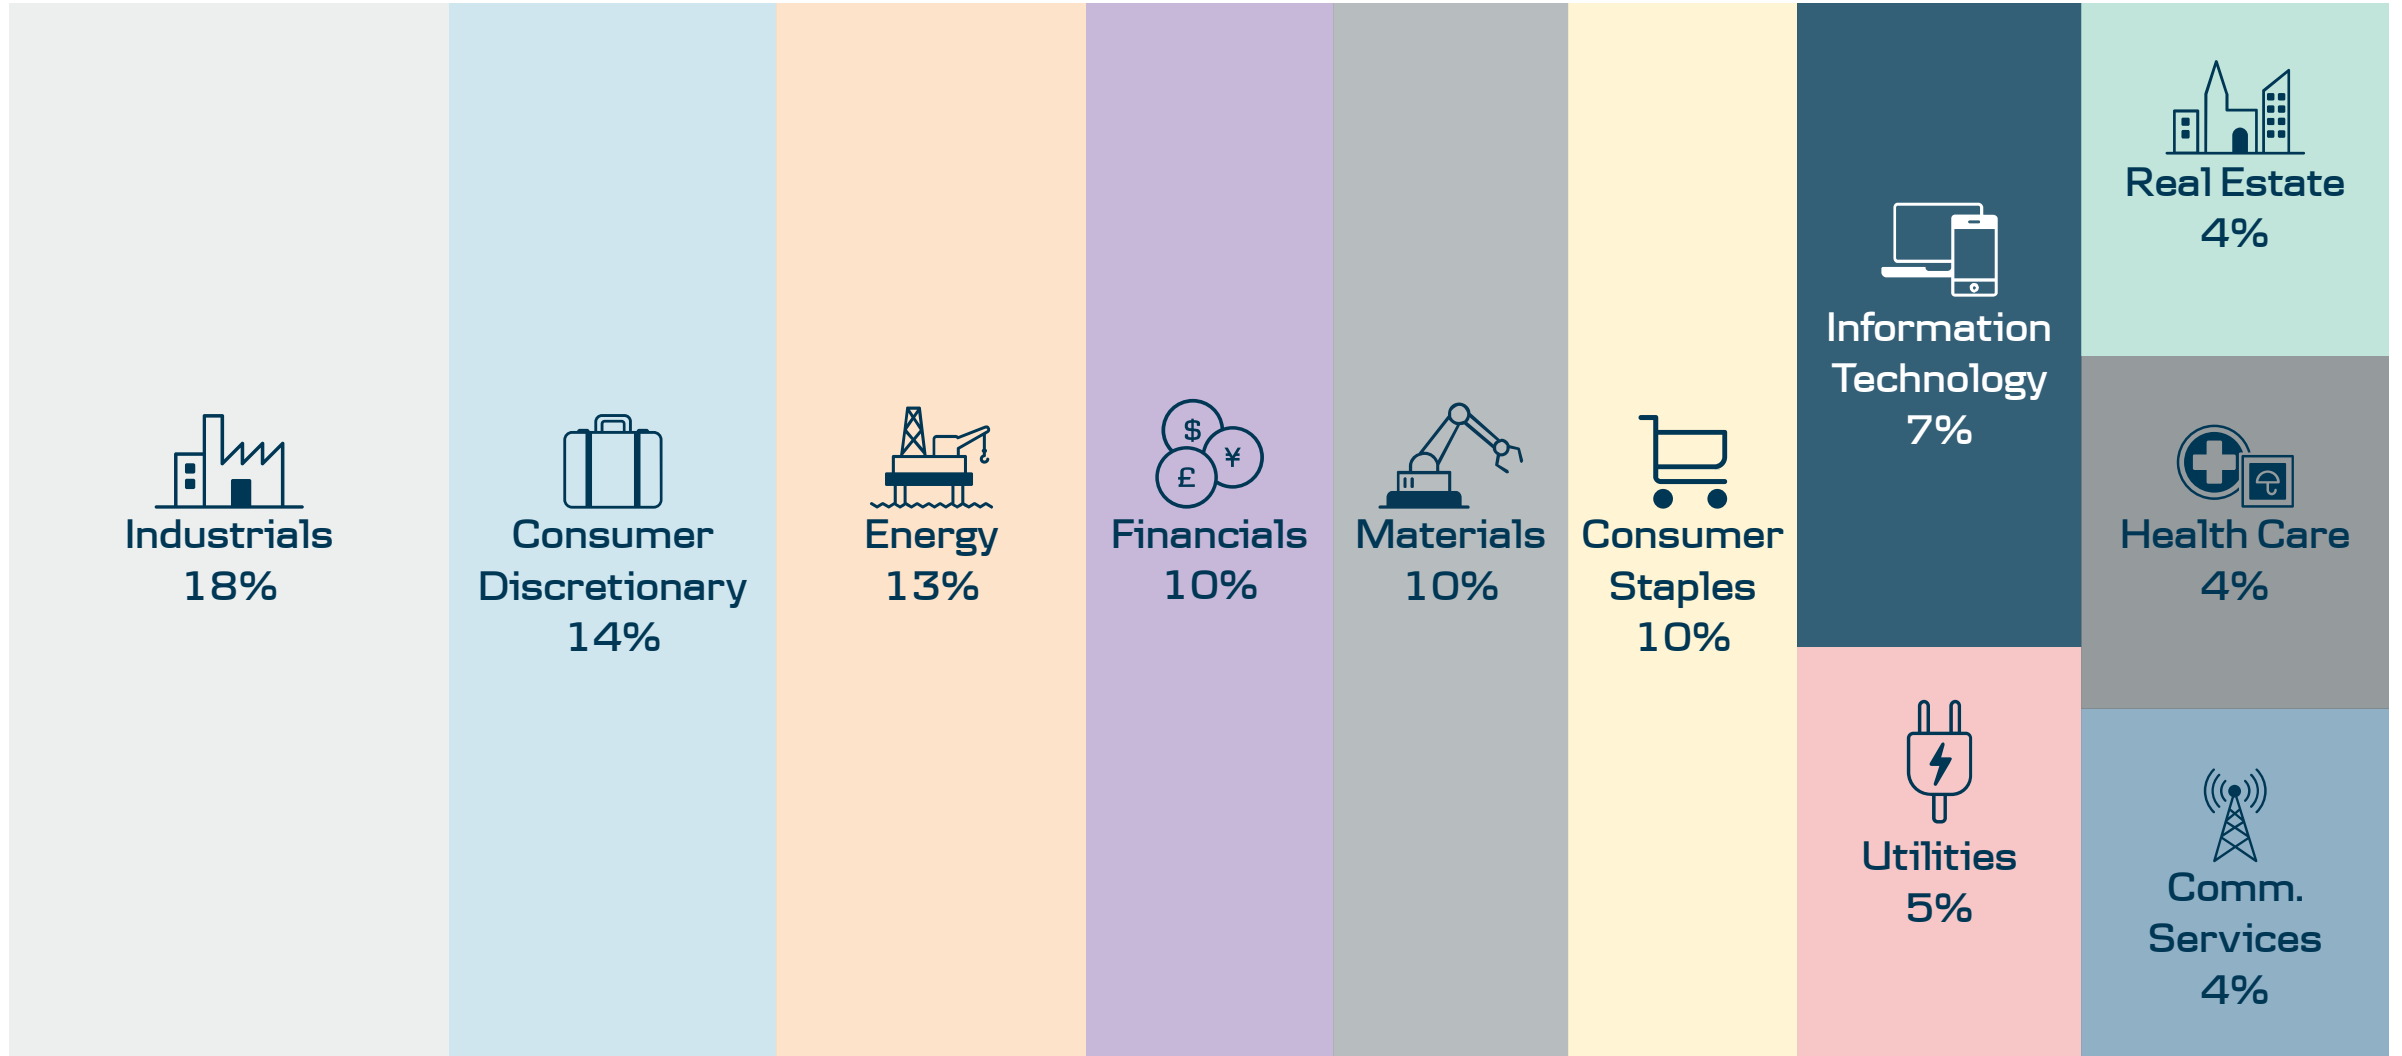 Industrials
18%
Consumer
Discretionary
14%
Energy
13%
$
¥
£
Financials
10%
Materials
10%
Consumer
Staples
10%
Information
Technology
7%
Utilities
5%
Real Estate
4%
Health Care
4%
Comm.
Services
4%